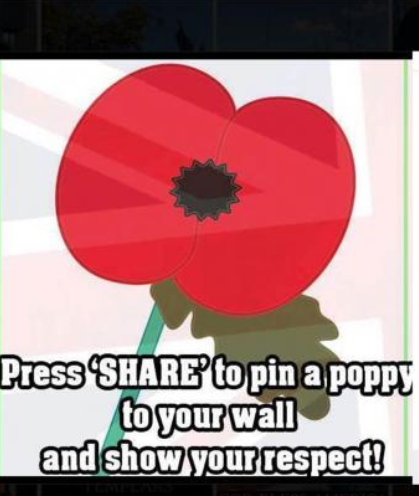 Press 'SHARE' to pin a poppy
to your wall
and show your respect!